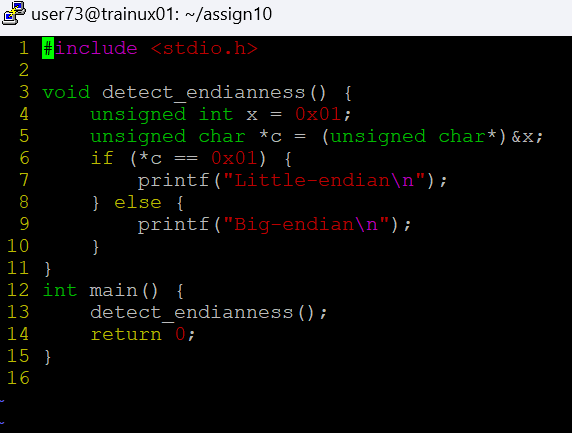 user73@trainux01: ~/assign10
1 #include <stdio.h>
2
3 void detect_endianness() {
4     unsigned int x = 0x01;
5     unsigned char *c = (unsigned char*)&x;
6     if (*c == 0x01) {
7         printf("Little-endian\n");
8     } else {
9         printf("Big-endian\n");
10     }
11 }
12 int main() {
13     detect_endianness();
14     return 0;
15 }
16
~
~